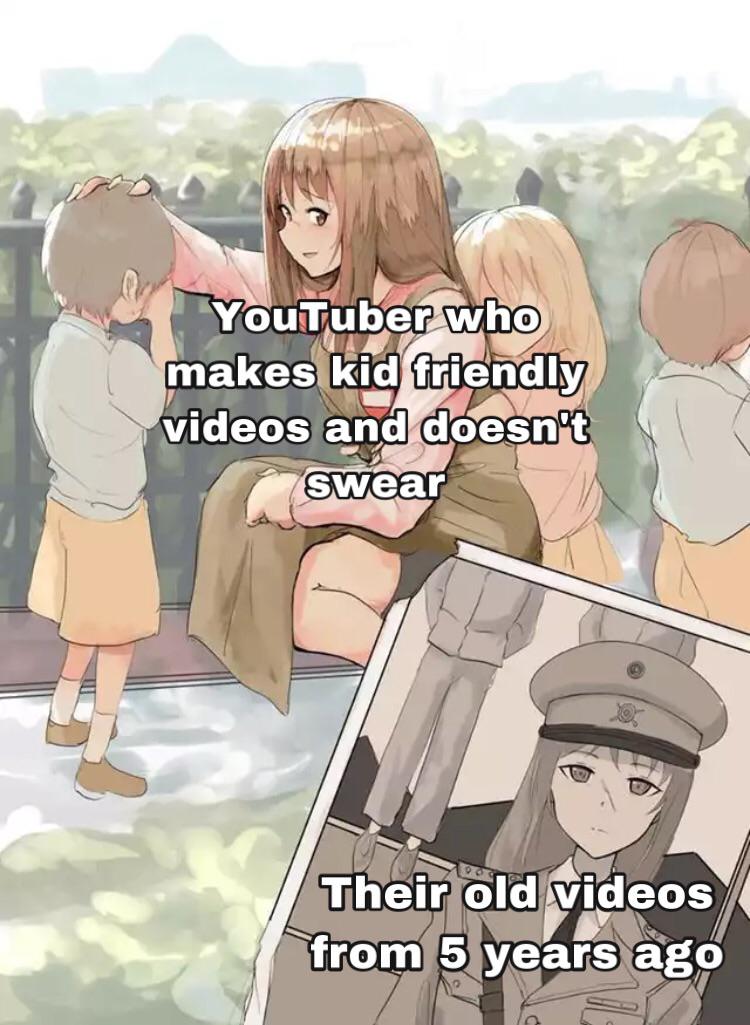 YouTuber who
makes kid friendly
videos and doesn't
swear
Their old videos
from 5 years ago